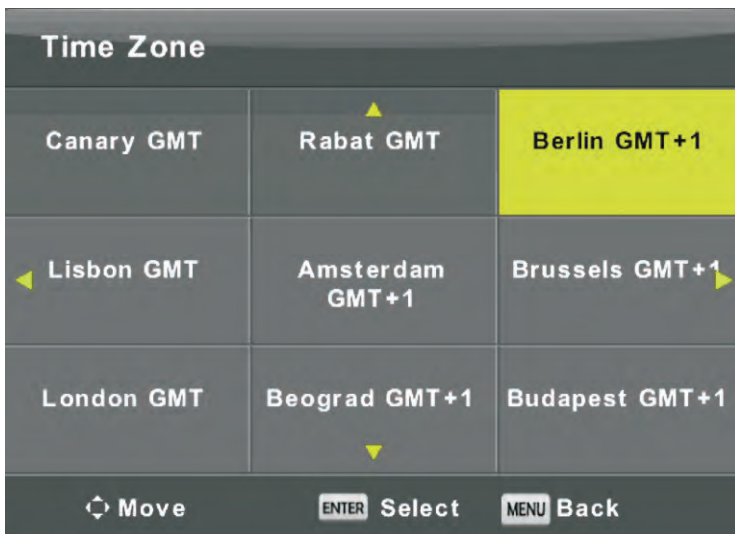 Time Zone
Canary GMT
Rabat GMT
Berlin GMT+1
Lisbon GMT
Amsterdam
GMT+1
Brussels GMT+1
London GMT
Beograd GMT+1
Budapest GMT+1
Move
ENTER Select
MENU Back